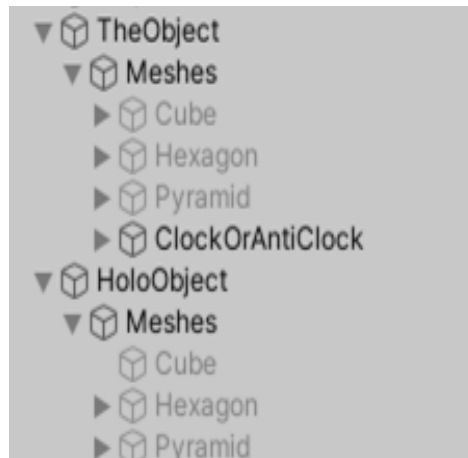 TheObject
Meshes
Cube
Hexagon
Pyramid
ClockOrAntiClock
HoloObject
Meshes
Cube
Hexagon
Pyramid